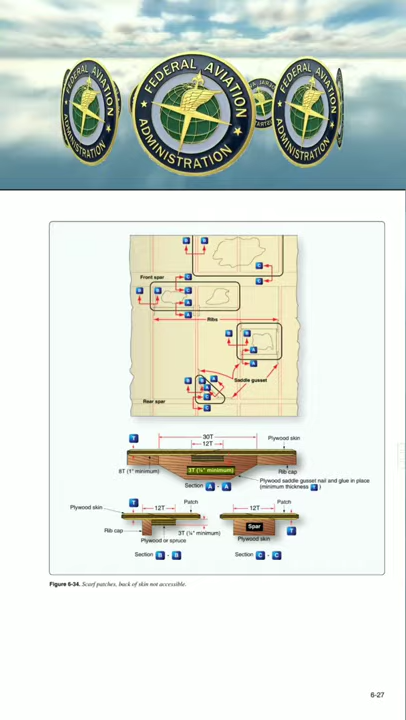 FEDERAL AVIATION ADMINISTRATION
FEDERAL AVIATION ADMINISTRATION
FEDERAL AVIATION ADMINISTRATION
B B
C
C
Front spar
C
B B C
A
A
Ribs
B B
A
A
Saddle gusset
Rear spar
C
C
30T
12T
T
Plywood skin
8T (1" minimum)
3T (¼" minimum)
Rib cap
Section A - A
Plywood saddle gusset nail and glue in place
(minimum thickness T )
T
12T
Patch
12T
Patch
Plywood skin
Rib cap
3T (¼" minimum)
Spar
T
Plywood or spruce
Plywood skin
Section B - B
Section C - C
Figure 6-34. Scarf patches, back of skin not accessible.
6-27